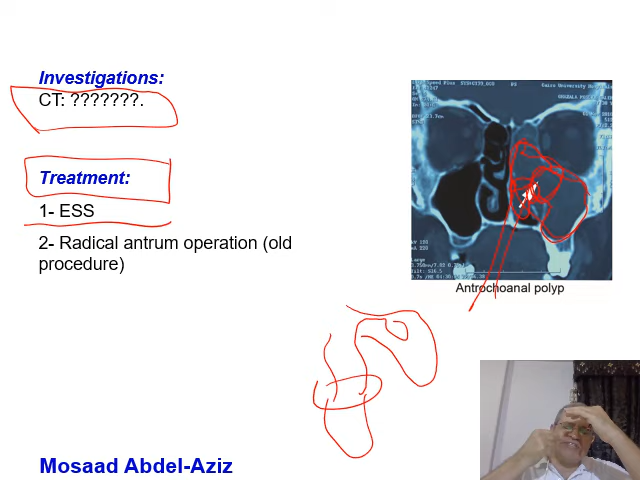 Investigations:
CT: ???????.
Treatment:
1- ESS
2- Radical antrum operation (old
procedure)
Antrochoanal polyp
Mosaad Abdel-Aziz